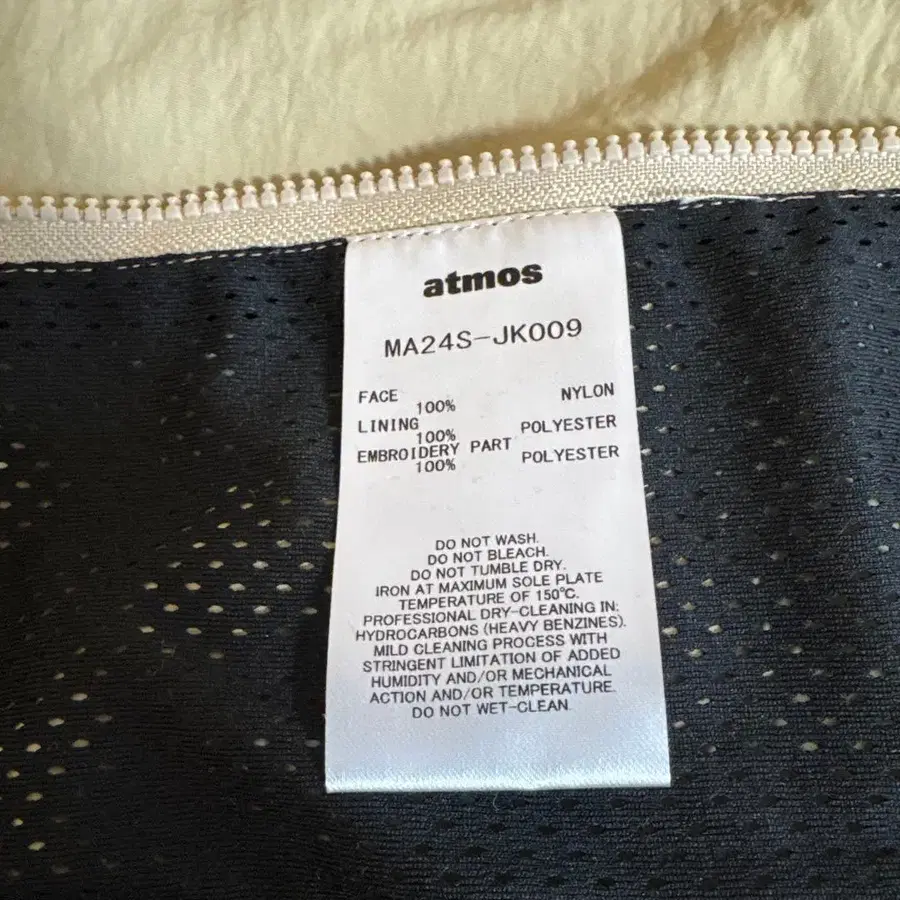 atmos
MA24S-JK009
FACE
100% NYLON
LINING
100% POLYESTER
EMBROIDERY PART
100% POLYESTER
DO NOT WASH.
DO NOT BLEACH.
DO NOT TUMBLE DRY.
IRON AT MAXIMUM SOLE PLATE
TEMPERATURE OF 150℃.
PROFESSIONAL DRY-CLEANING IN:
HYDROCARBONS (HEAVY BENZINES).
MILD CLEANING PROCESS WITH
STRINGENT LIMITATION OF ADDED
HUMIDITY AND/OR MECHANICAL
ACTION AND/OR TEMPERATURE.
DO NOT WET-CLEAN.